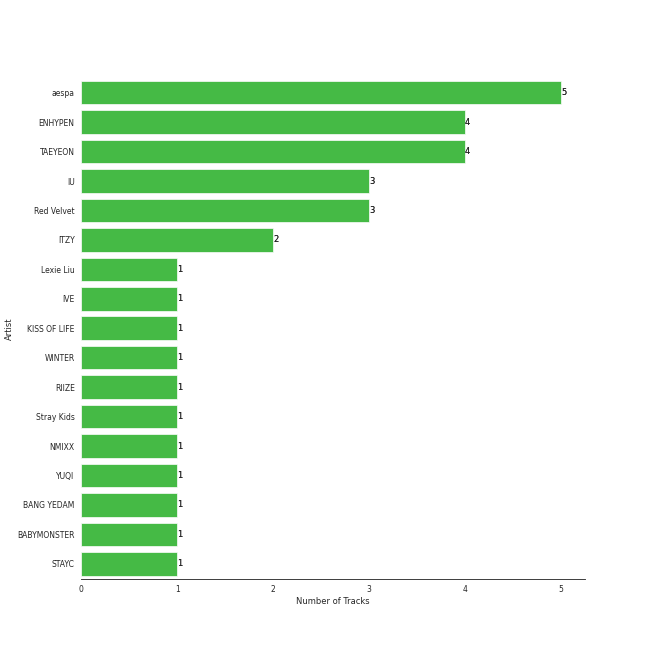 aespa 5
ENHYPEN 4
TAEYEON 4
IU 3
Red Velvet 3
ITZY 2
Lexie Liu 1
IVE 1
KISS OF LIFE 1
WINTER 1
RIIZE 1
Stray Kids 1
NMIXX 1
YUQI 1
BANG YEDAM 1
BABYMONSTER 1
STAYC 1
Artist
0 1 2 3 4 5
Number of Tracks